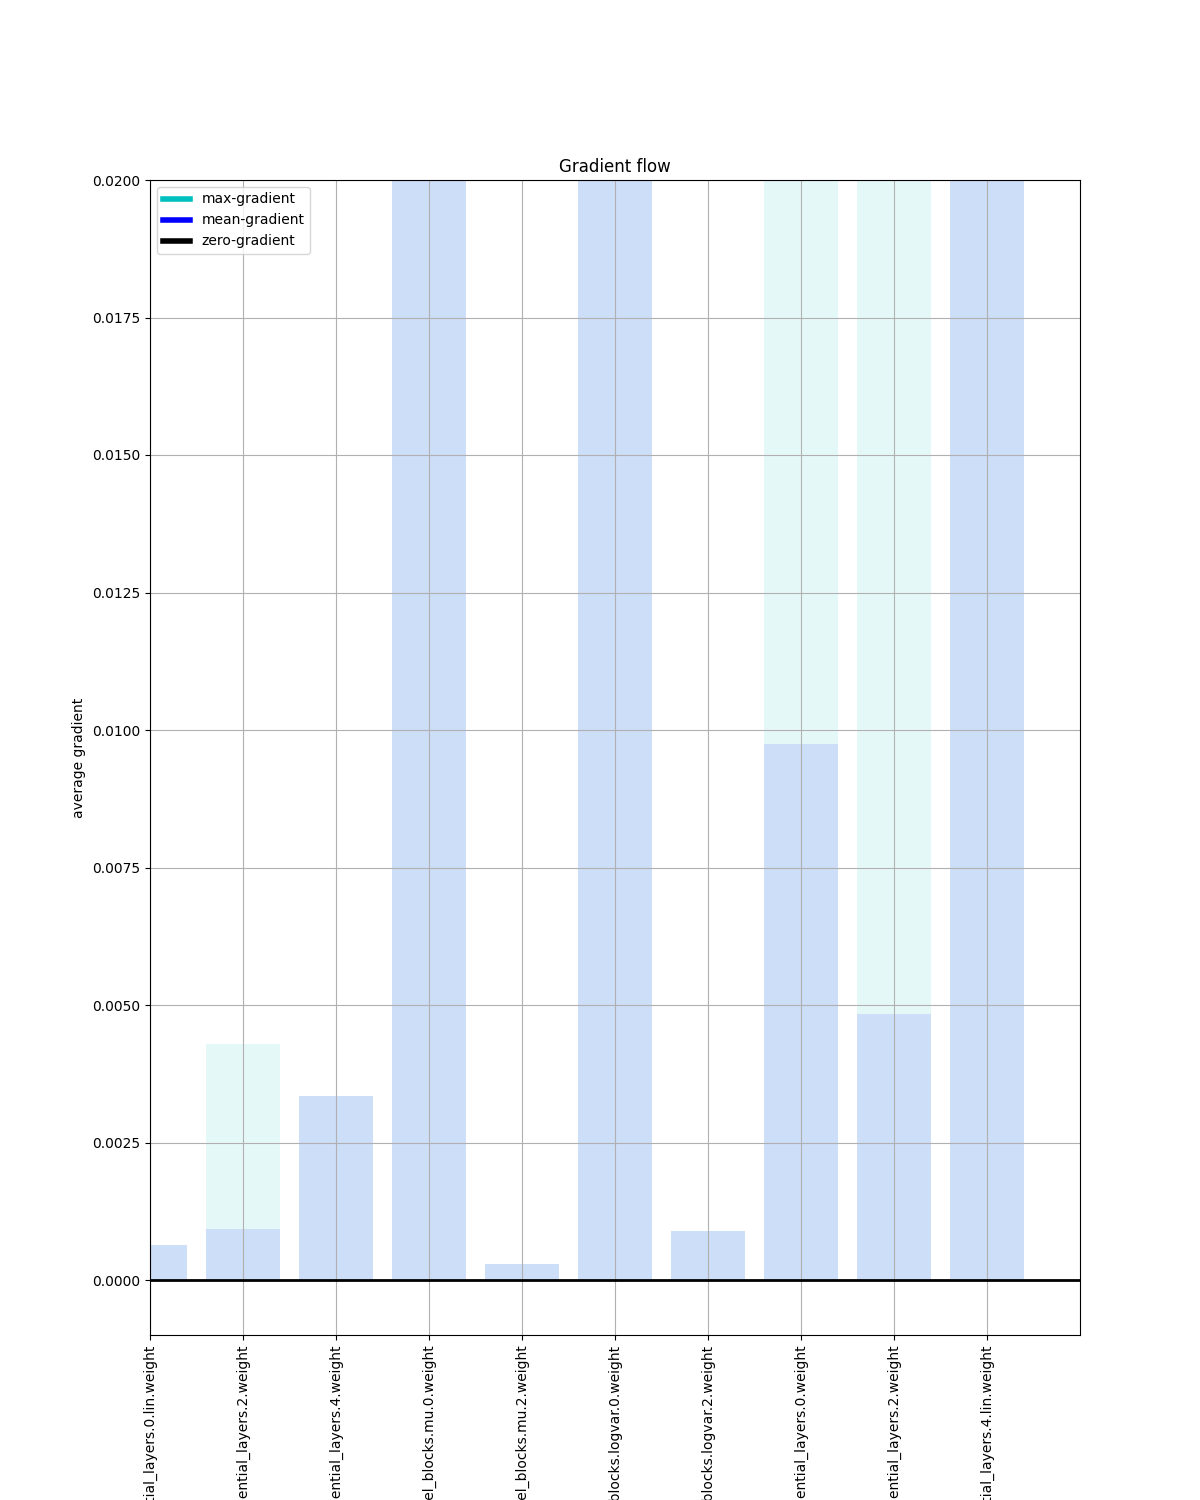 Gradient flow
max-gradient
mean-gradient
zero-gradient
0.0200
0.0175
0.0150
0.0125
0.0100
0.0075
0.0050
0.0025
0.0000
average gradient
tial_layers.0.lin.weight
ential_layers.2.weight
ential_layers.4.weight
el_blocks.mu.0.weight
el_blocks.mu.2.weight
blocks.logvar.0.weight
blocks.logvar.2.weight
ential_layers.0.weight
ential_layers.2.weight
tial_layers.4.lin.weight